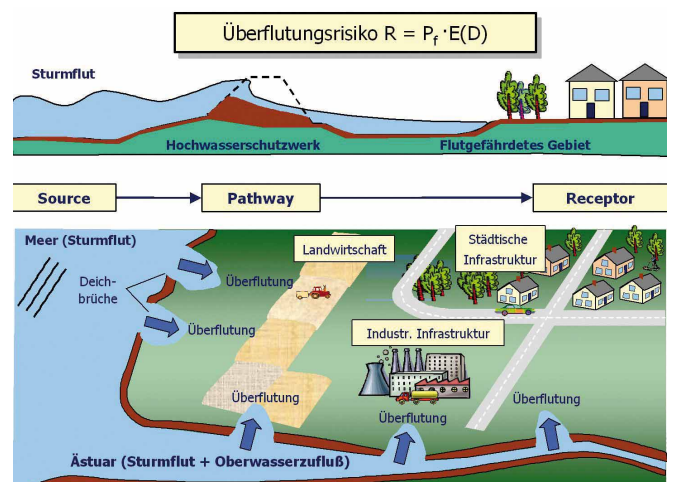 Überflutungsrisiko R = P_f ·E(D)
Sturmflut
Hochwasserschutzwerk
Flutgefährdetes Gebiet
Source
Pathway
Receptor
Meer (Sturmflut)
Deich-
brüche
Überflutung
Überflutung
Landwirtschaft
Städtische
Infrastruktur
Industr. Infrastruktur
Überflutung
Überflutung
Überflutung
Ästuar (Sturmflut + Oberwasserzufluß)